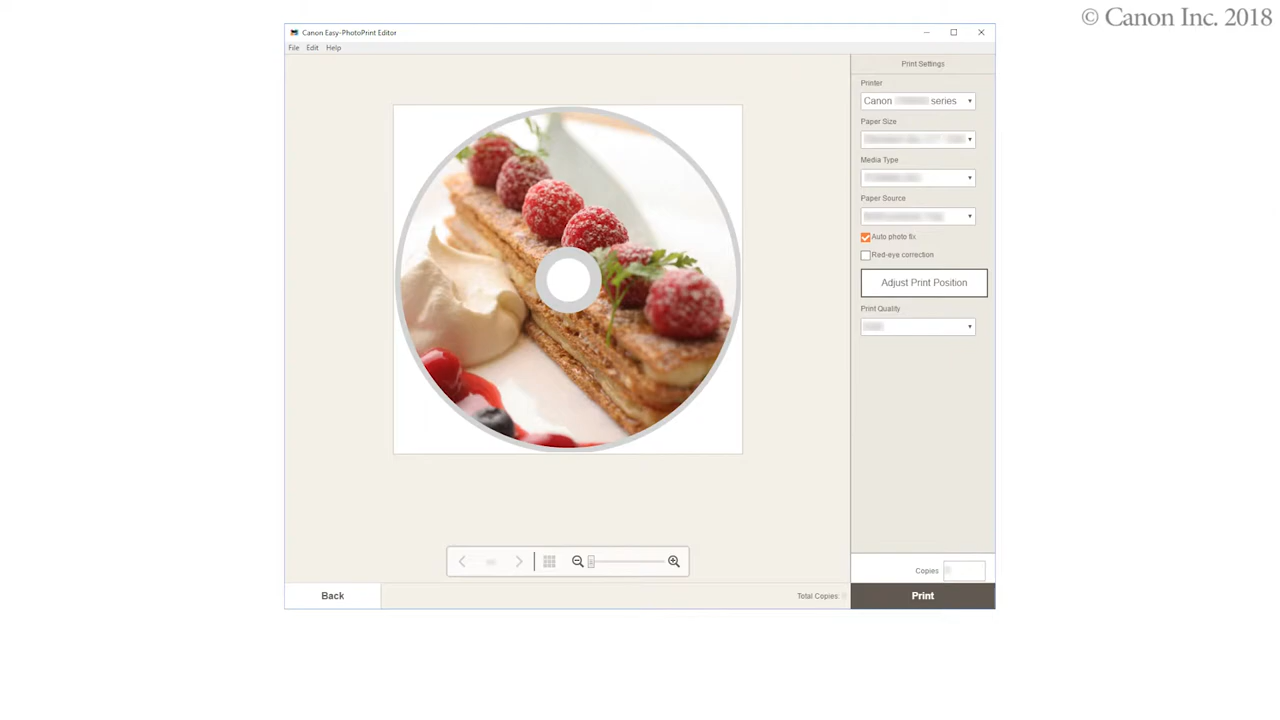 © Canon Inc. 2018
Canon Easy-PhotoPrint Editor
File Edit Help
Print Settings
Printer
Canon series
Paper Size
Media Type
Paper Source
Auto photo fix
Red-eye correction
Adjust Print Position
Print Quality
Copies
Back
Total Copies:
Print